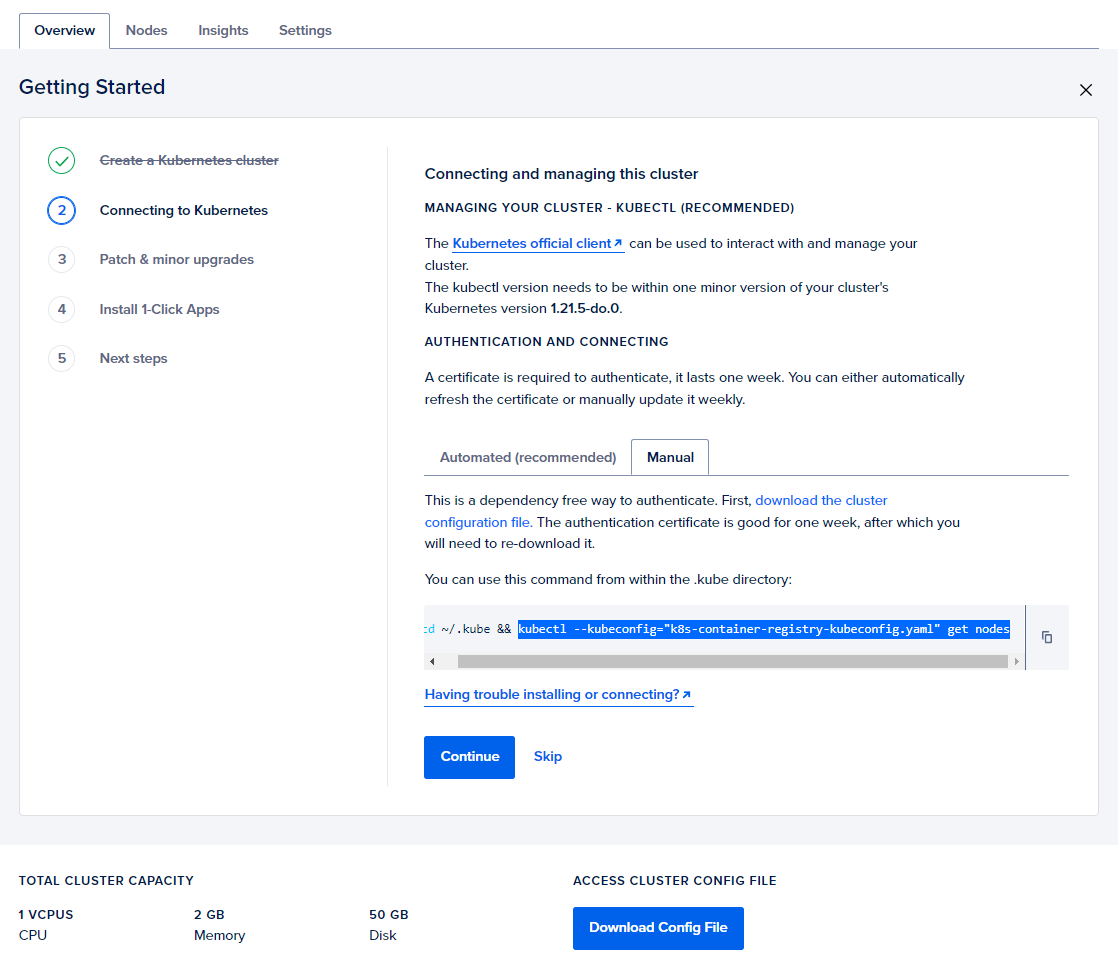 Overview
Nodes
Insights
Settings
Getting Started
Create a Kubernetes cluster
2
Connecting to Kubernetes
3
Patch & minor upgrades
4
Install 1-Click Apps
5
Next steps
Connecting and managing this cluster
MANAGING YOUR CLUSTER - KUBECTL (RECOMMENDED)
The Kubernetes official client can be used to interact with and manage your
cluster.
The kubectl version needs to be within one minor version of your cluster's
Kubernetes version 1.21.5-do.0.
AUTHENTICATION AND CONNECTING
A certificate is required to authenticate, it lasts one week. You can either automatically
refresh the certificate or manually update it weekly.
Automated (recommended)
Manual
This is a dependency free way to authenticate. First, download the cluster
configuration file. The authentication certificate is good for one week, after which you
will need to re-download it.
You can use this command from within the .kube directory:
cd ~/.kube && kubectl --kubeconfig="k8s-container-registry-kubeconfig.yaml" get nodes
Having trouble installing or connecting?
Continue
Skip
TOTAL CLUSTER CAPACITY
1 VCPUS
CPU
2 GB
Memory
50 GB
Disk
ACCESS CLUSTER CONFIG FILE
Download Config File